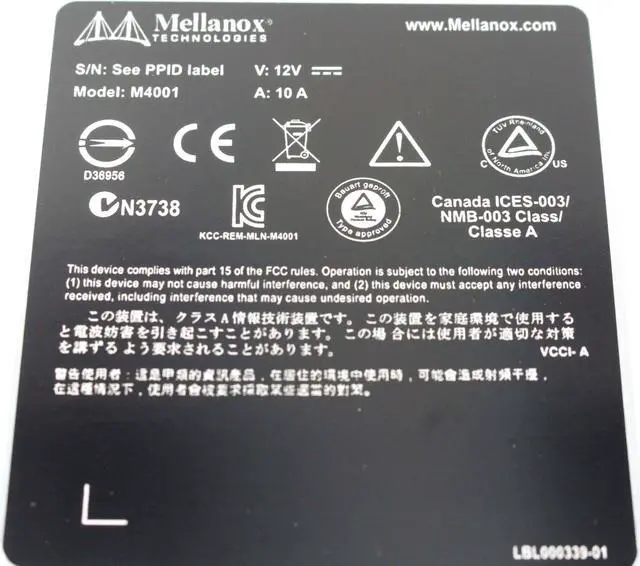 Mellanox® www.Mellanox.com
TECHNOLOGIES
S/N: See PPID label V: 12V
Model: M4001 A: 10 A
D36956
CE
TÜV Rheinland
of North America Inc.
C US
N3738
KCC-REM-MLN-M4001
Bauart geprüft
Type approved
Canada ICES-003/
NMB-003 Class/
Classe A
This device complies with part 15 of the FCC rules. Operation is subject to the following two conditions:
(1) this device may not cause harmful interference, and (2) this device must accept any interference
received, including interference that may cause undesired operation.
この装置は、クラスA情報技術装置です。この装置を家庭環境で使用する
と電波妨害を引き起こすことがあります。この場合には使用者が適切な対策
を講ずるよう要求されることがあります。 VCCI- A
警告使用者：這是甲類的資訊產品，在居住的環境中使用時，可能會造成射頻干擾，
在這種情況下，使用者會被要求採取某些適當的對策。
LBL000339-01